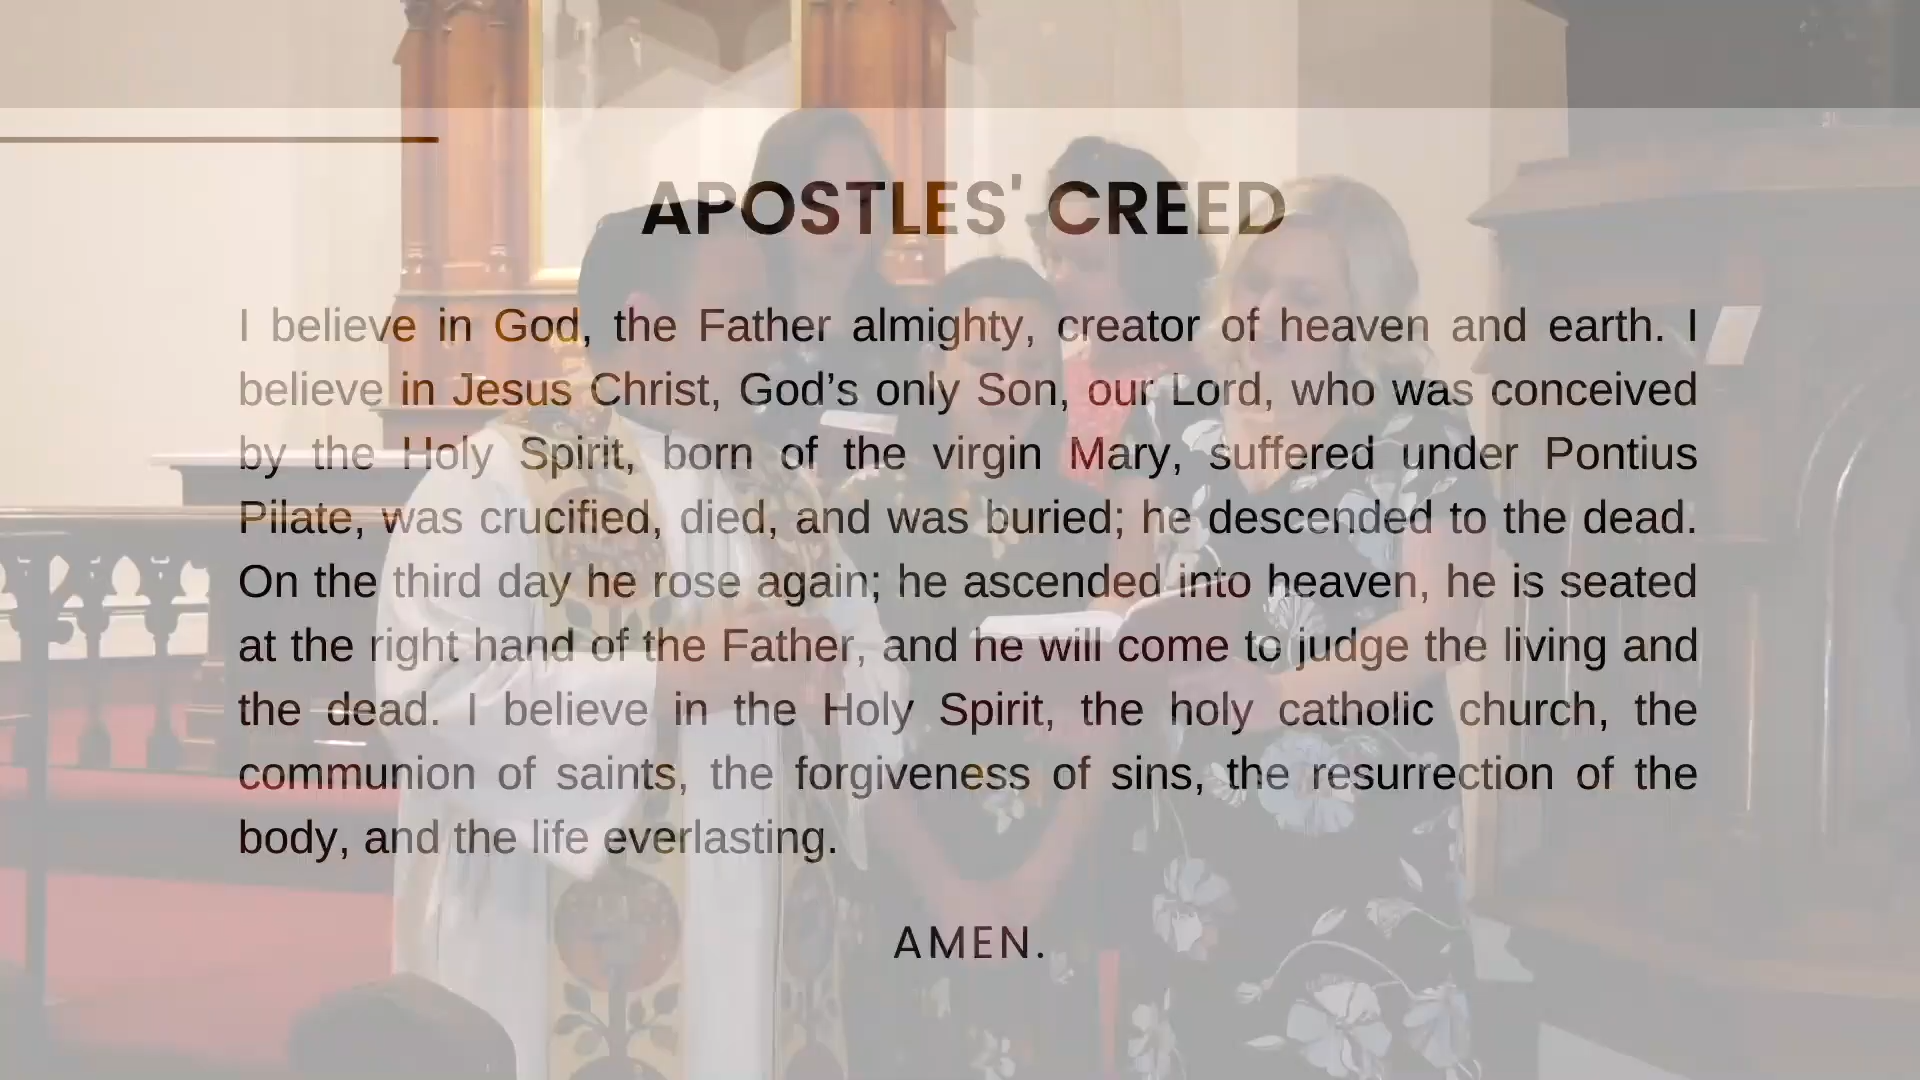 APOSTLES' CREED
I believe in God, the Father almighty, creator of heaven and earth. I
believe in Jesus Christ, God’s only Son, our Lord, who was conceived
by the Holy Spirit, born of the virgin Mary, suffered under Pontius
Pilate, was crucified, died, and was buried; he descended to the dead.
On the third day he rose again; he ascended into heaven, he is seated
at the right hand of the Father, and he will come to judge the living and
the dead. I believe in the Holy Spirit, the holy catholic church, the
communion of saints, the forgiveness of sins, the resurrection of the
body, and the life everlasting.
AMEN.